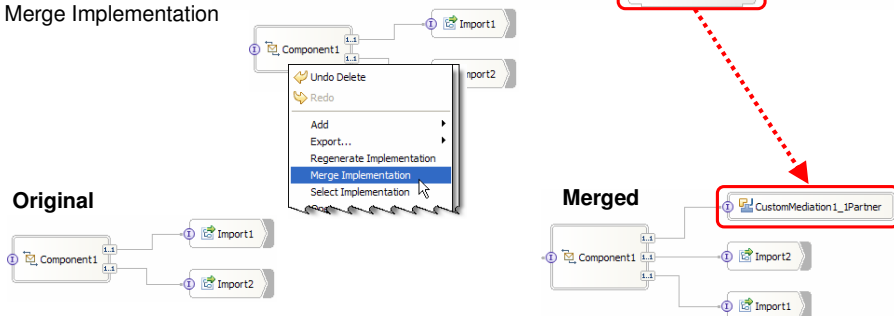 Merge Implementation
I
Component1
1..1
1..1
I
Import1
mport2
Undo Delete
Redo
Add
Export...
Regenerate Implementation
Merge Implementation
Select Implementation
Original
I
Component1
1..1
1..1
I
Import1
I
Import2
Merged
I
CustomMediation1_1Partner
I
Component1
1..1
1..1
1..1
I
Import2
I
Import1